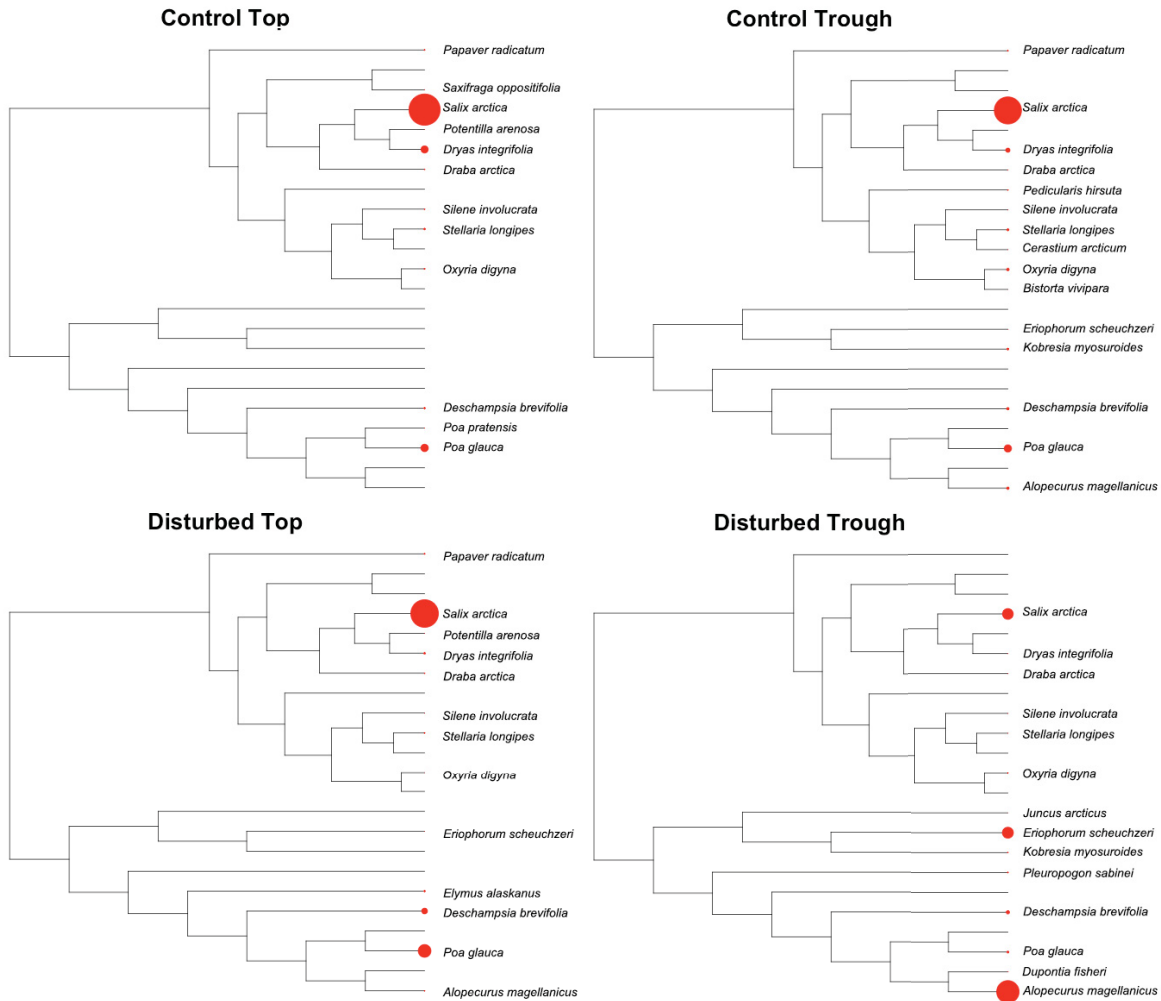 Control Top
Papaver radicatum
Saxifraga oppositifolia
Salix arctica
Potentilla arenosa
Dryas integrifolia
Draba arctica
Silene involucrata
Stellaria longipes
Oxyria digyna
Deschampsia brevifolia
Poa pratensis
Poa glauca
Control Trough
Papaver radicatum
Salix arctica
Dryas integrifolia
Draba arctica
Pedicularis hirsuta
Silene involucrata
Stellaria longipes
Cerastium arcticum
Oxyria digyna
Bistorta vivipara
Eriophorum scheuchzeri
Kobresia myosuroides
Deschampsia brevifolia
Poa glauca
Alopecurus magellanicus
Disturbed Top
Papaver radicatum
Salix arctica
Potentilla arenosa
Dryas integrifolia
Draba arctica
Silene involucrata
Stellaria longipes
Oxyria digyna
Eriophorum scheuchzeri
Elymus alaskanus
Deschampsia brevifolia
Poa glauca
Alopecurus magellanicus
Disturbed Trough
Salix arctica
Dryas integrifolia
Draba arctica
Silene involucrata
Stellaria longipes
Oxyria digyna
Juncus arcticus
Eriophorum scheuchzeri
Kobresia myosuroides
Pleuropogon sabinei
Deschampsia brevifolia
Poa glauca
Dupontia fisheri
Alopecurus magellanicus